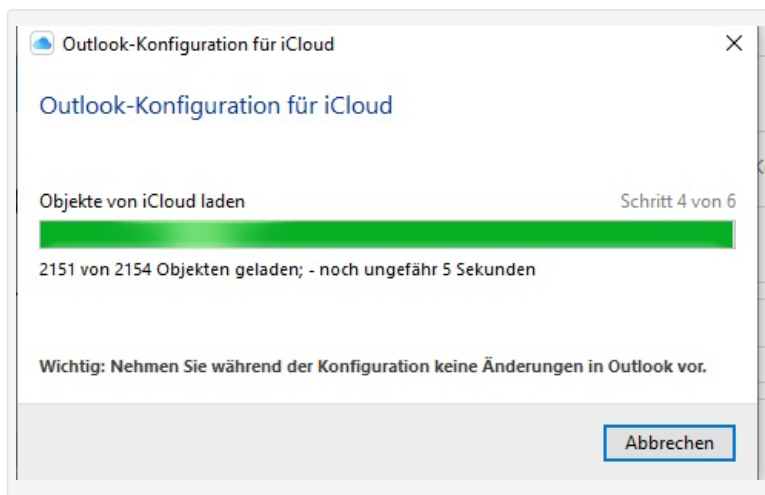 Outlook-Konfiguration für iCloud
Outlook-Konfiguration für iCloud
Objekte von iCloud laden Schritt 4 von 6
2151 von 2154 Objekten geladen; - noch ungefähr 5 Sekunden
Wichtig: Nehmen Sie während der Konfiguration keine Änderungen in Outlook vor.
Abbrechen